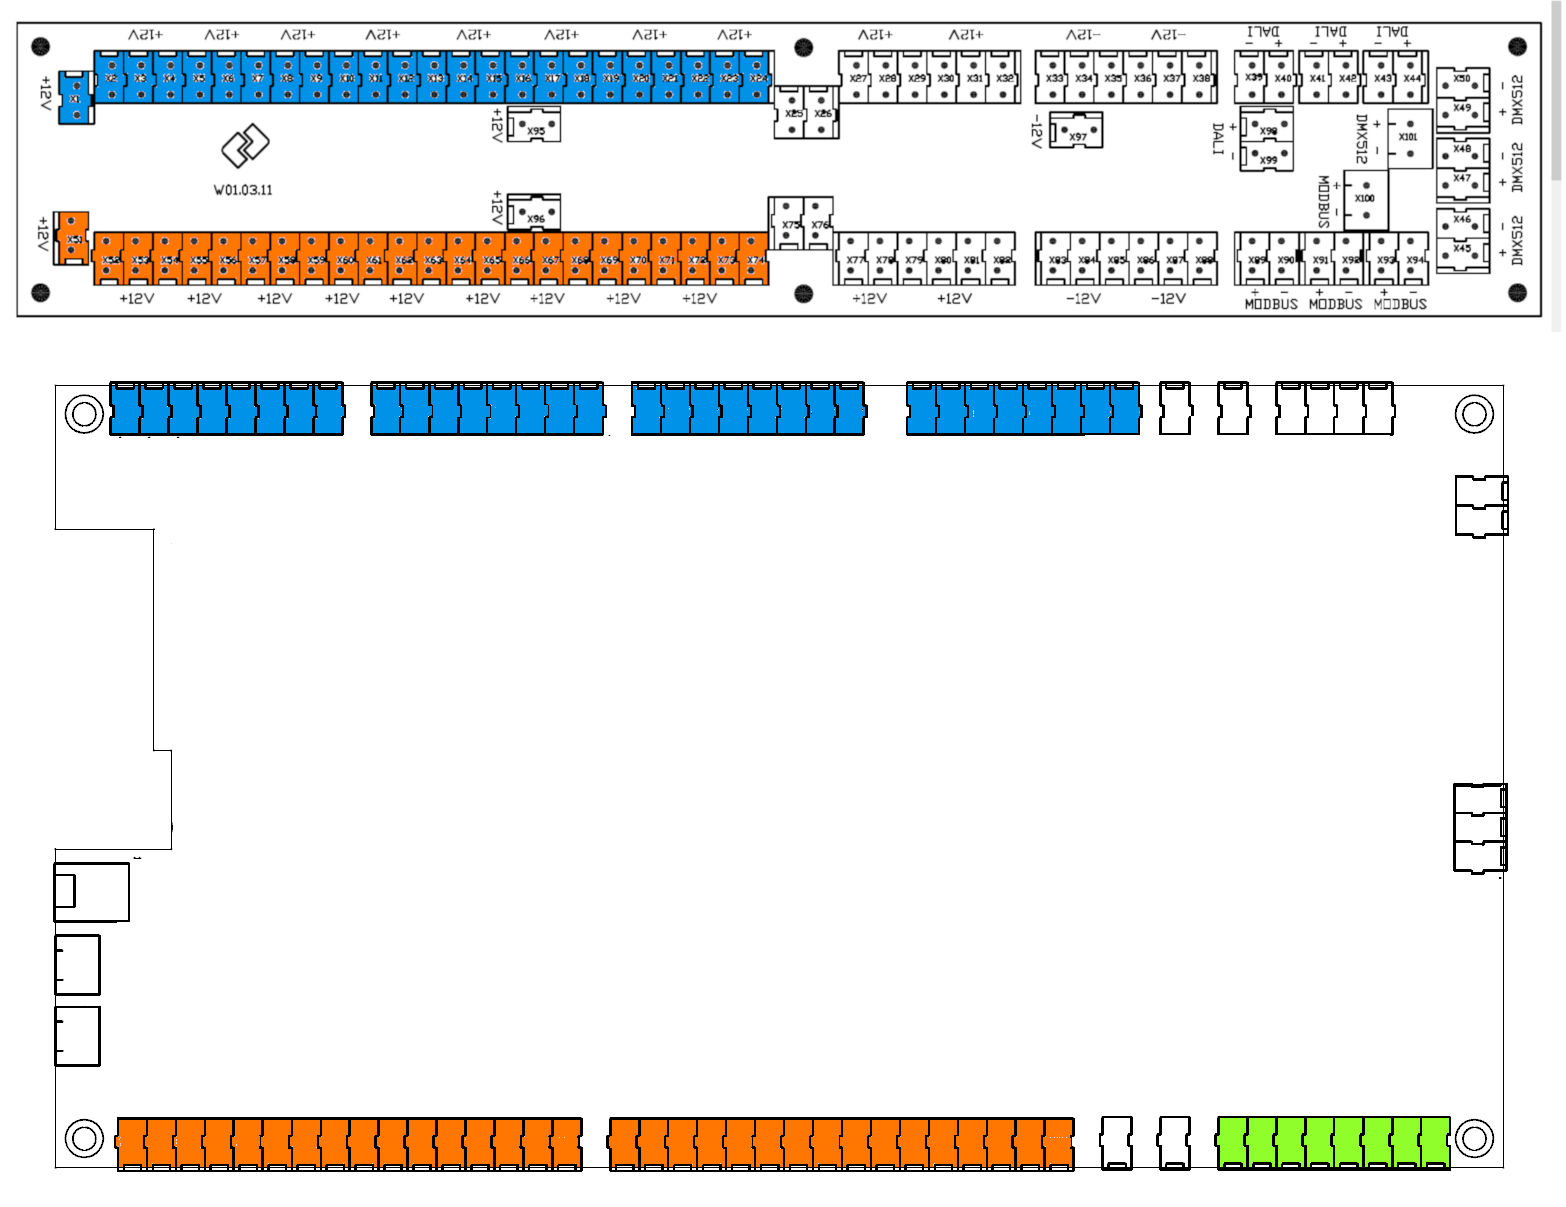 +12V +12V +12V +12V +12V +12V +12V +12V +12V +12V -12V -12V DALI DALI DALI
- + - + - +
+12V
X1 X2 X3 X4 X5 X6 X7 X8 X9 X10 X11 X12 X13 X14 X15 X16 X17 X18 X19 X20 X21 X22 X23 X24 X27 X28 X29 X30 X31 X32 X33 X34 X35 X36 X37 X38 X39 X40 X41 X42 X43 X44 X50 - DMX512
X25 X26 X49 +
+12V X95 -12V X97 DALI + X98 DMX512 + X101
- X99 - X48 - DMX512
X47 +
W01.03.11
+12V X96 MODBUS + X100 -
+12V X51 X75 X76 X46 - DMX512
X45 +
X52 X53 X54 X55 X56 X57 X58 X59 X60 X61 X62 X63 X64 X65 X66 X67 X68 X69 X70 X71 X72 X73 X74 X77 X78 X79 X80 X81 X82 X83 X84 X85 X86 X87 X88 X89 X90 X91 X92 X93 X94
+ - + - + -
+12V +12V +12V +12V +12V +12V +12V +12V +12V +12V +12V -12V -12V MODBUS MODBUS MODBUS